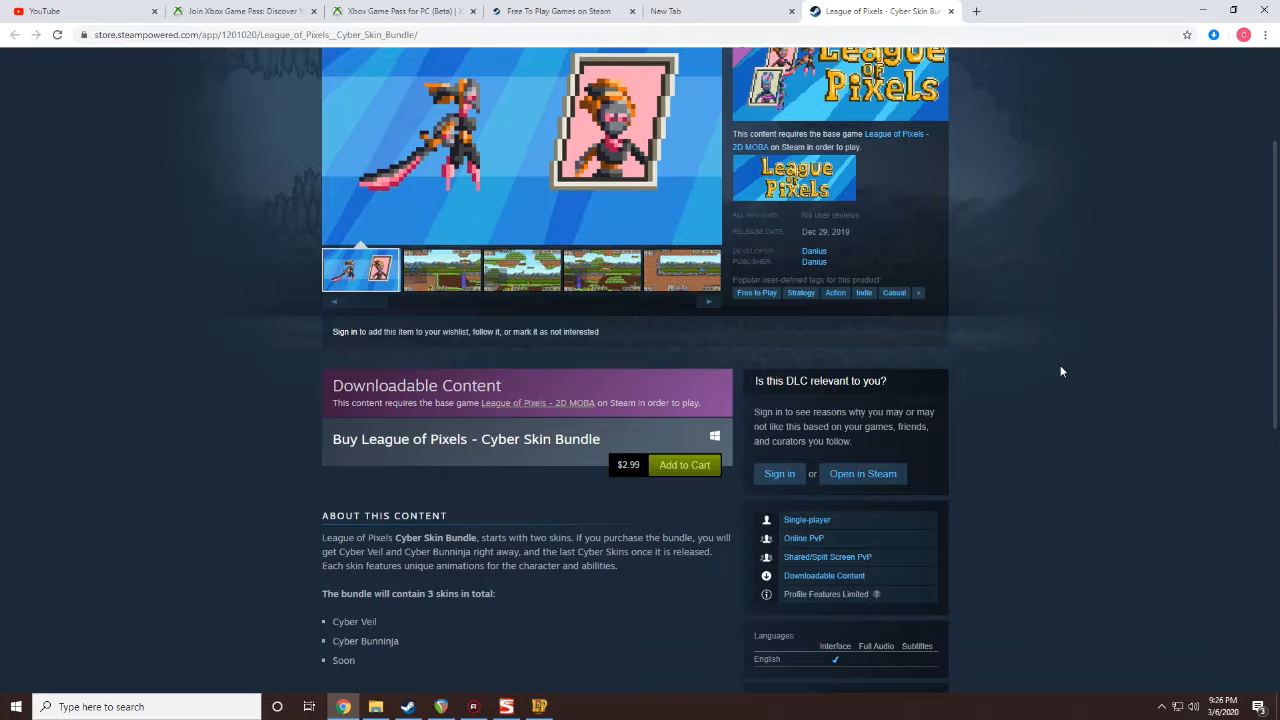 YouTube
Join Xbox Game Pass: Discover Yo
Xbox Game Pass for PC (Beta) | X
Free To Play Games on Steam
New Tab
League of Pixels - Cyber Skin Bun
store.steampowered.com/app/1201020/League_of_Pixels__Cyber_Skin_Bundle/
C
League
OF
Pixels
This content requires the base game League of Pixels -
2D MOBA on Steam in order to play.
League
of
Pixels
ALL REVIEWS: No user reviews
RELEASE DATE: Dec 29, 2019
DEVELOPER: Danius
PUBLISHER: Danius
Popular user-defined tags for this product:
Free to Play Strategy Action Indie Casual +
Sign in to add this item to your wishlist, follow it, or mark it as not interested
Downloadable Content
This content requires the base game League of Pixels - 2D MOBA on Steam in order to play.
Buy League of Pixels - Cyber Skin Bundle
$2.99 Add to Cart
ABOUT THIS CONTENT
League of Pixels Cyber Skin Bundle, starts with two skins. If you purchase the bundle, you will
get Cyber Veil and Cyber Bunninja right away, and the last Cyber Skins once it is released.
Each skin features unique animations for the character and abilities.
The bundle will contain 3 skins in total:
Cyber Veil
Cyber Bunninja
Soon
Is this DLC relevant to you?
Sign in to see reasons why you may or may
not like this based on your games, friends,
and curators you follow.
Sign in or Open in Steam
Single-player
Online PvP
Shared/Split Screen PvP
Downloadable Content
Profile Features Limited ?
Languages:
Interface Full Audio Subtitles
English ✔
Type here to search
9:26 PM
3/6/2020